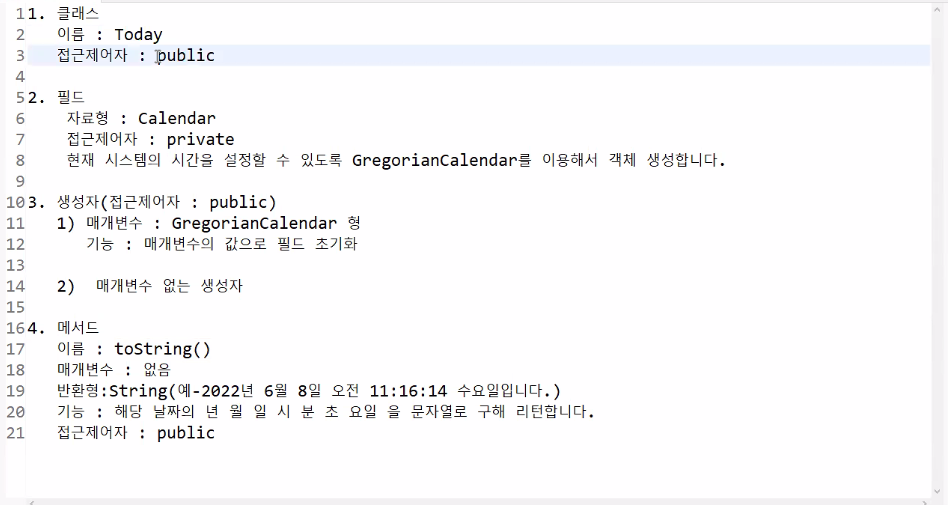 1 1. 클래스
2 이름 : Today
3 접근제어자 : public
4
5 2. 필드
6 자료형 : Calendar
7 접근제어자 : private
8 현재 시스템의 시간을 설정할 수 있도록 GregorianCalendar를 이용해서 객체 생성합니다.
9
10 3. 생성자(접근제어자 : public)
11 1) 매개변수 : GregorianCalendar 형
12 기능 : 매개변수의 값으로 필드 초기화
13
14 2) 매개변수 없는 생성자
15
16 4. 메서드
17 이름 : toString()
18 매개변수 : 없음
19 반환형:String(예-2022년 6월 8일 오전 11:16:14 수요일입니다.)
20 기능 : 해당 날짜의 년 월 일 시 분 초 요일 을 문자열로 구해 리턴합니다.
21 접근제어자 : public